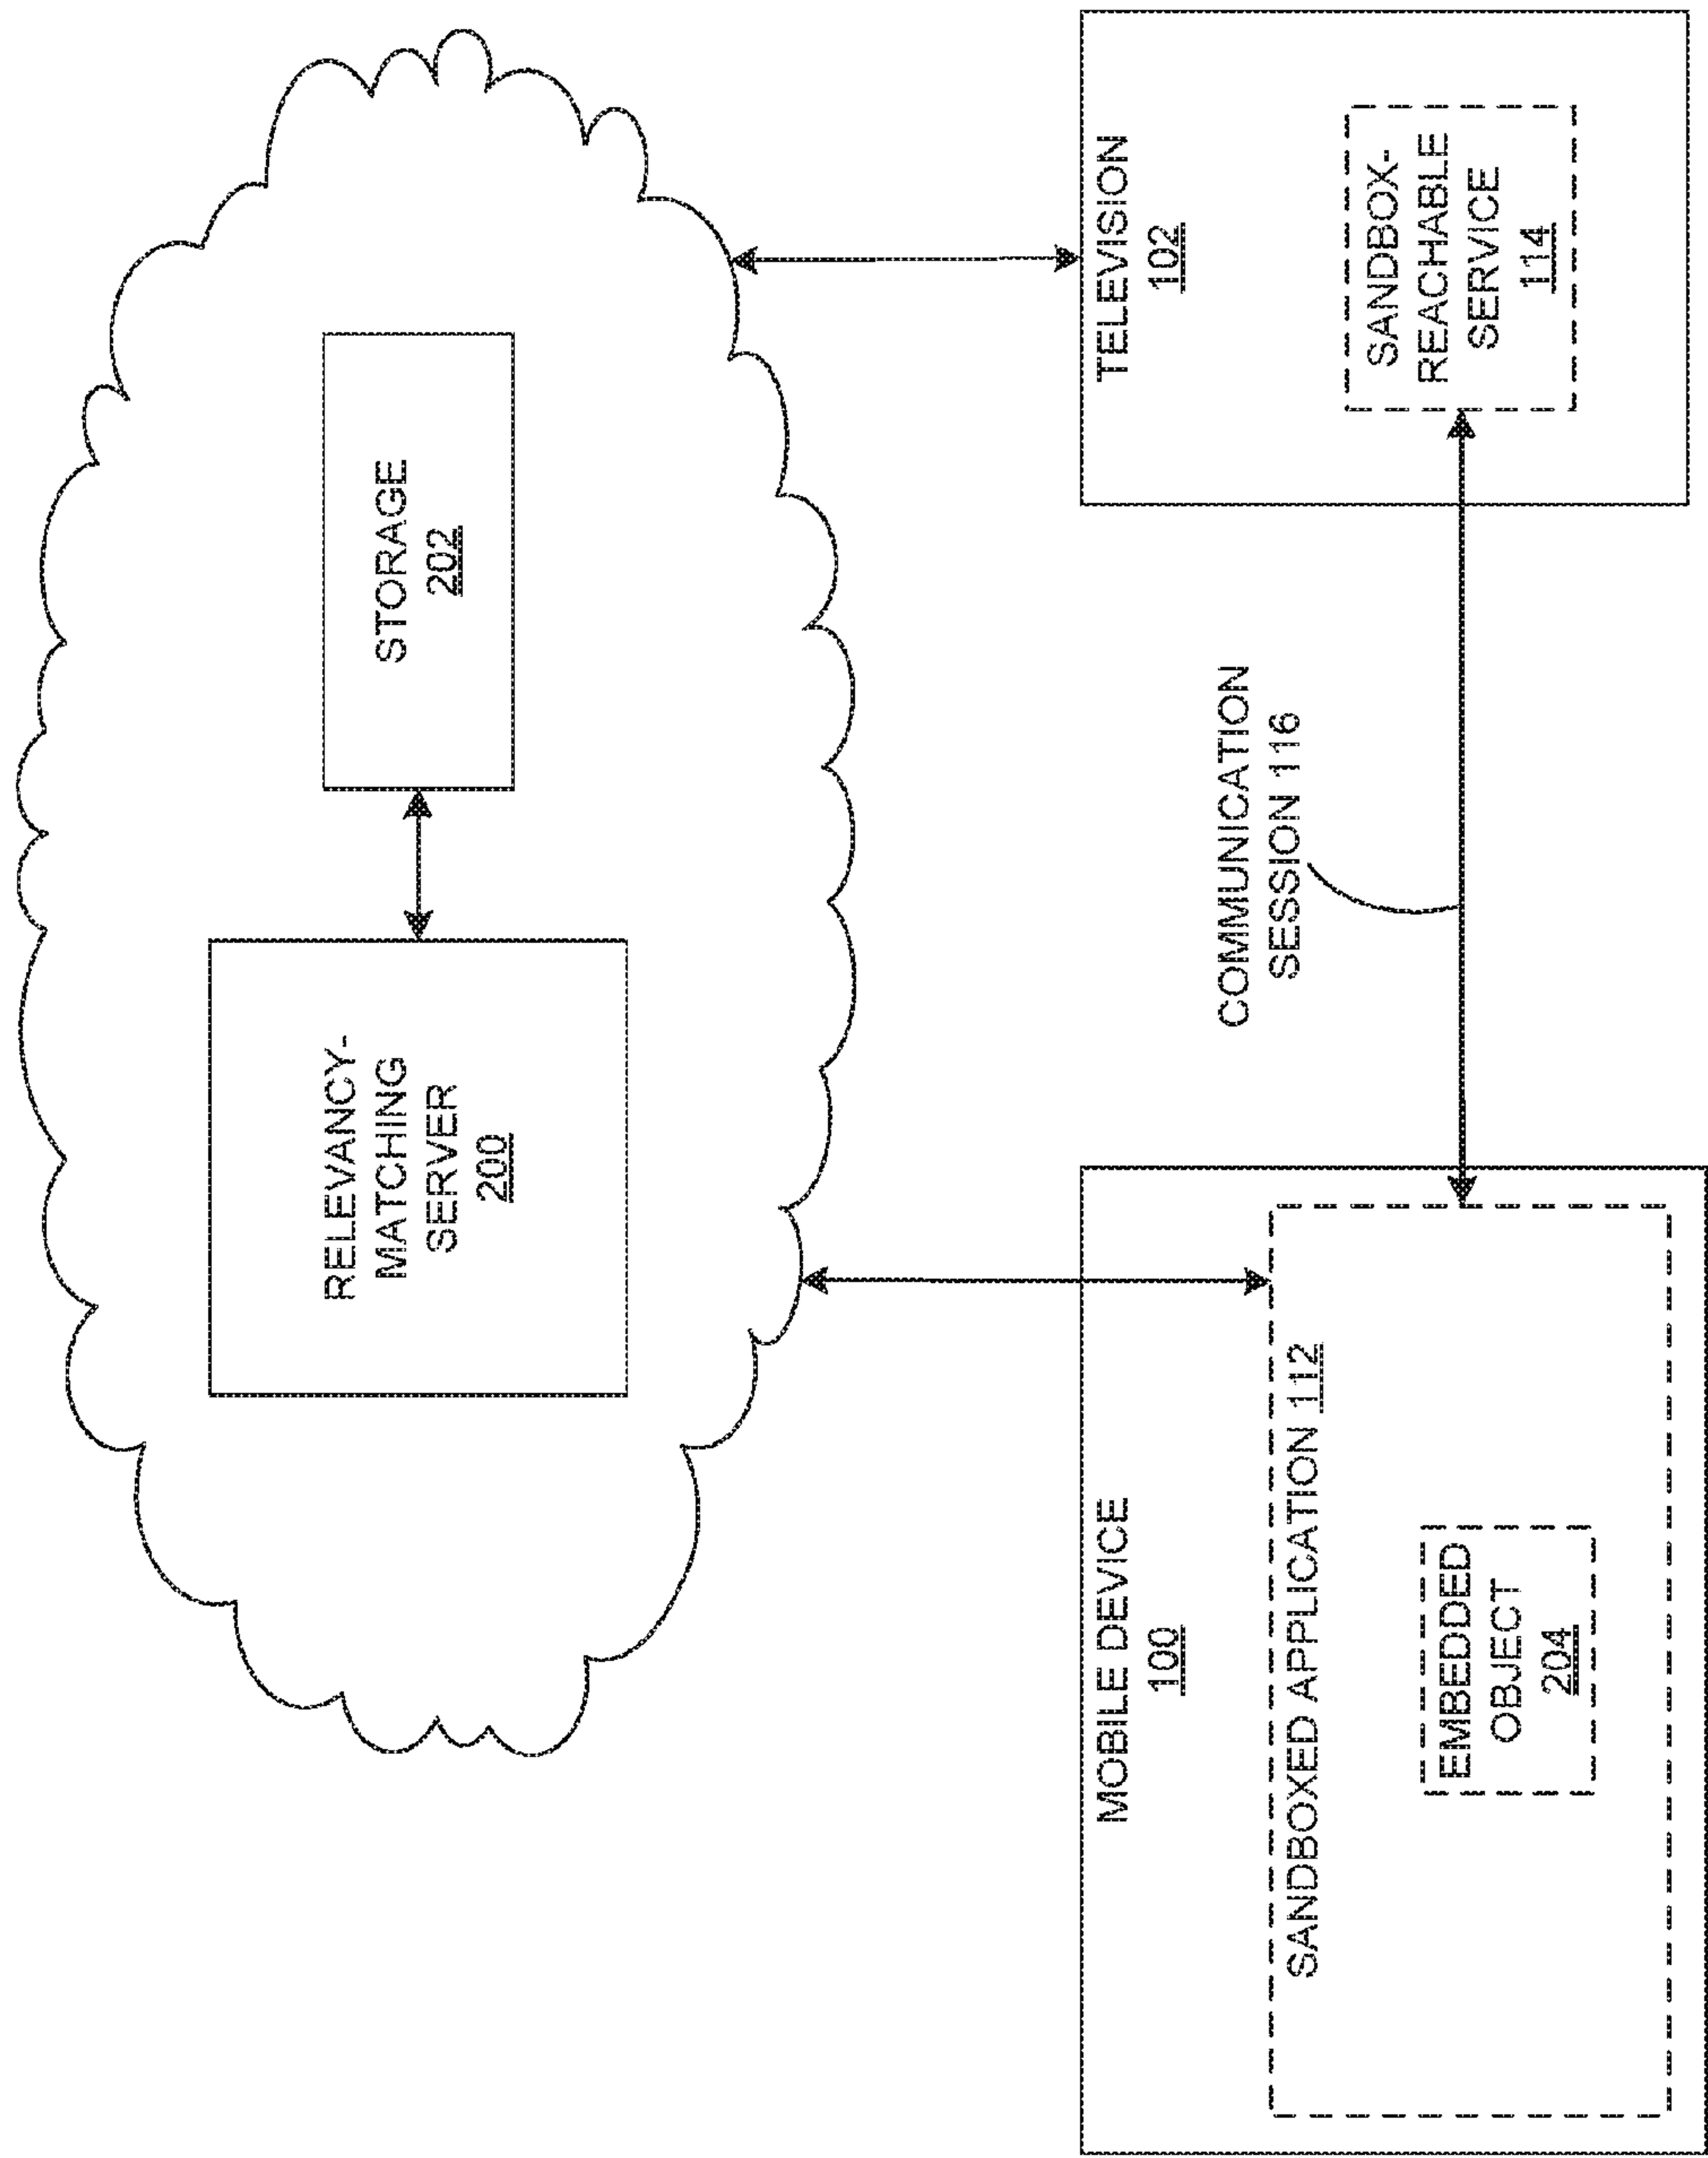 RELEVANCY-
MATCHING
SERVER
200
STORAGE
202
MOBILE DEVICE
100
SANDBOXED APPLICATION 112
EMBEDDED
OBJECT
204
COMMUNICATION
SESSION 116
TELEVISION
102
SANDBOX-
REACHABLE
SERVICE
114